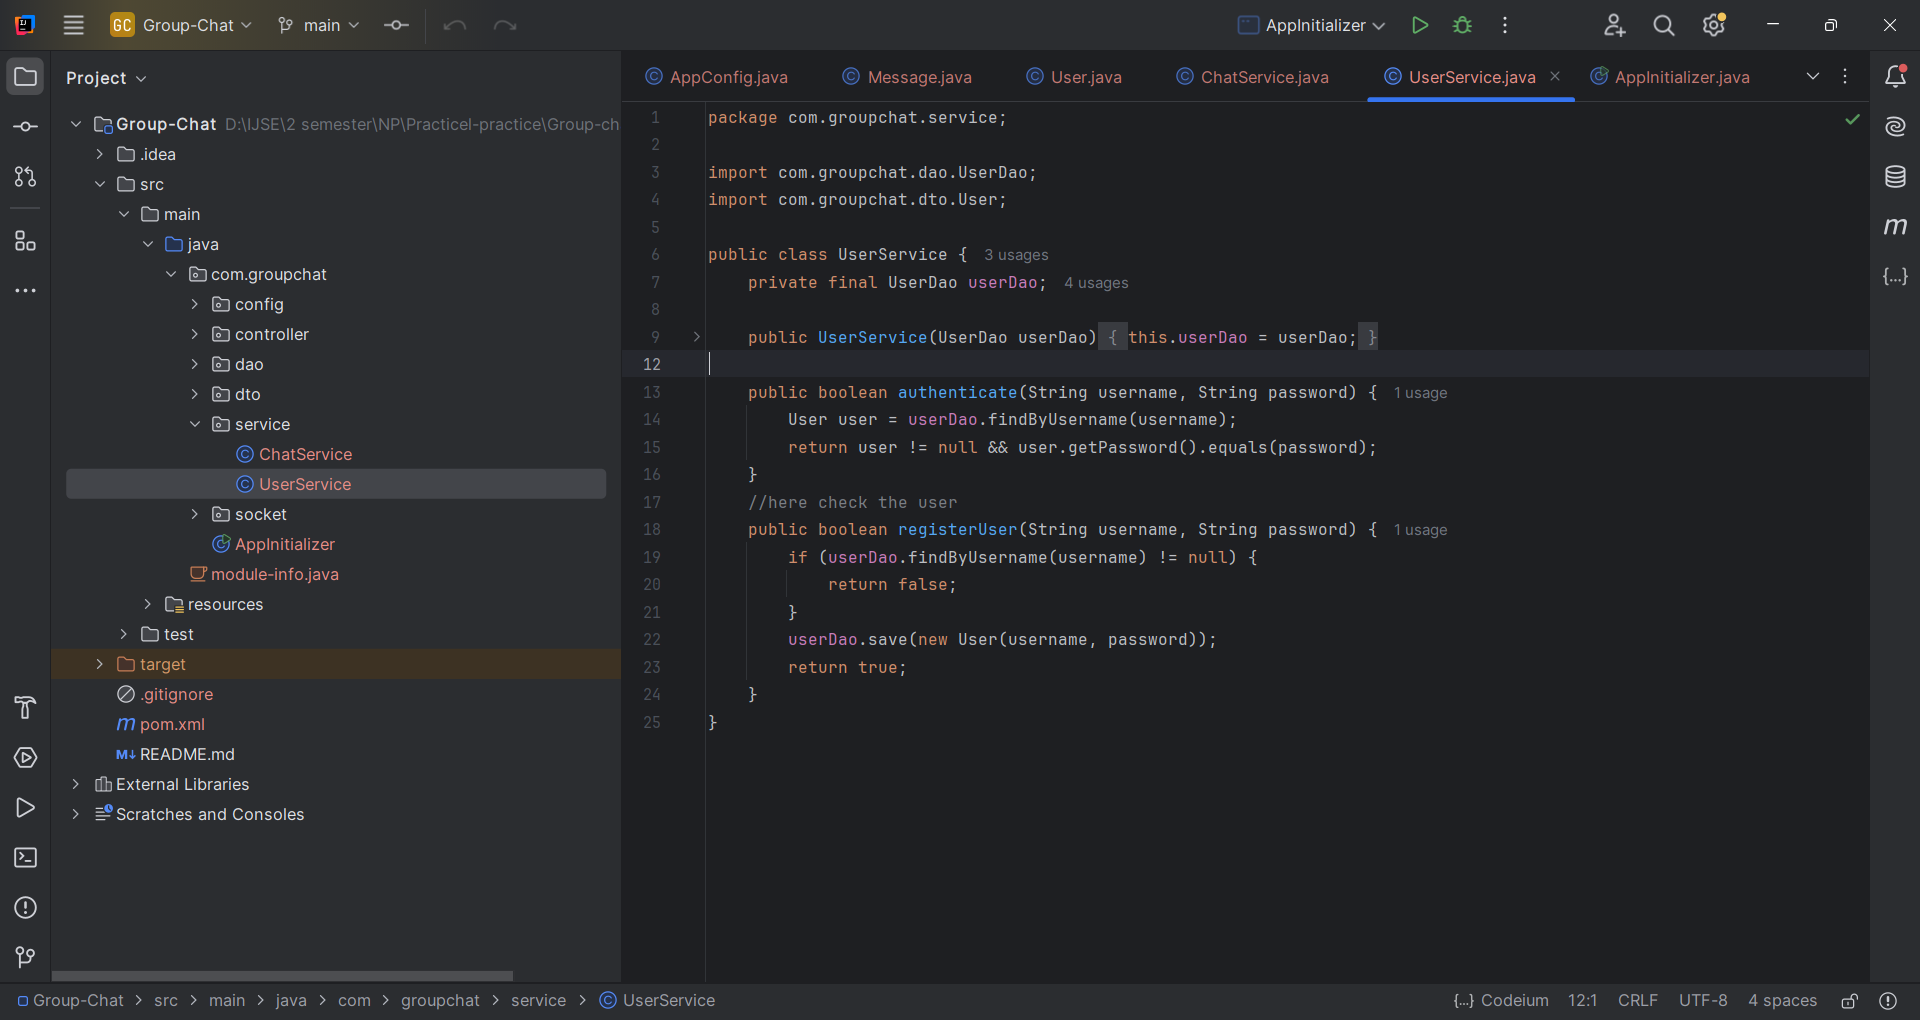 GC Group-Chat main AppInitializer
Project
Group-Chat D:\IJSE\2 semester\NP\Practicel-practice\Group-ch
.idea
src
main
java
com.groupchat
config
controller
dao
dto
service
ChatService
UserService
socket
AppInitializer
module-info.java
resources
test
target
.gitignore
m pom.xml
M↓ README.md
External Libraries
Scratches and Consoles
AppConfig.java Message.java User.java ChatService.java UserService.java AppInitializer.java
1 package com.groupchat.service;
2
3 import com.groupchat.dao.UserDao;
4 import com.groupchat.dto.User;
5
6 public class UserService { 3 usages
7 private final UserDao userDao; 4 usages
8
9 public UserService(UserDao userDao) { this.userDao = userDao; }
12
13 public boolean authenticate(String username, String password) { 1 usage
14 User user = userDao.findByUsername(username);
15 return user != null && user.getPassword().equals(password);
16 }
17 //here check the user
18 public boolean registerUser(String username, String password) { 1 usage
19 if (userDao.findByUsername(username) != null) {
20 return false;
21 }
22 userDao.save(new User(username, password));
23 return true;
24 }
25 }
m
{...}
Group-Chat > src > main > java > com > groupchat > service > UserService
{...} Codeium 12:1 CRLF UTF-8 4 spaces